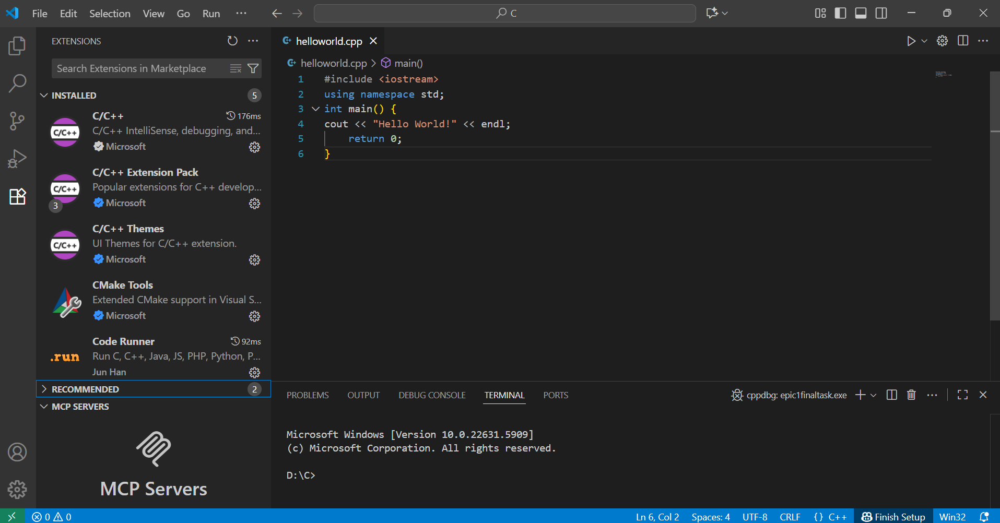 File Edit Selection View Go Run ···
C
EXTENSIONS
Search Extensions in Marketplace
INSTALLED 5
C/C++ 176ms
C/C++ IntelliSense, debugging, and...
Microsoft
C/C++ Extension Pack
Popular extensions for C++ develop...
Microsoft
3
C/C++ Themes
UI Themes for C/C++ extension.
Microsoft
CMake Tools
Extended CMake support in Visual S...
Microsoft
Code Runner 92ms
Run C, C++, Java, JS, PHP, Python, P...
Jun Han
C/C++
C/C++
C/C++
.run
RECOMMENDED 2
MCP SERVERS
MCP Servers
helloworld.cpp
helloworld.cpp > main()
1 #include <iostream>
2 using namespace std;
3 int main() {
4 cout << "Hello World!" << endl;
5 return 0;
6 }
PROBLEMS OUTPUT DEBUG CONSOLE TERMINAL PORTS
cppdbg: epic1finaltask.exe
Microsoft Windows [Version 10.0.22631.5909]
(c) Microsoft Corporation. All rights reserved.
D:\C>
0 0 Ln 6, Col 2 Spaces: 4 UTF-8 CRLF {} C++ Finish Setup Win32